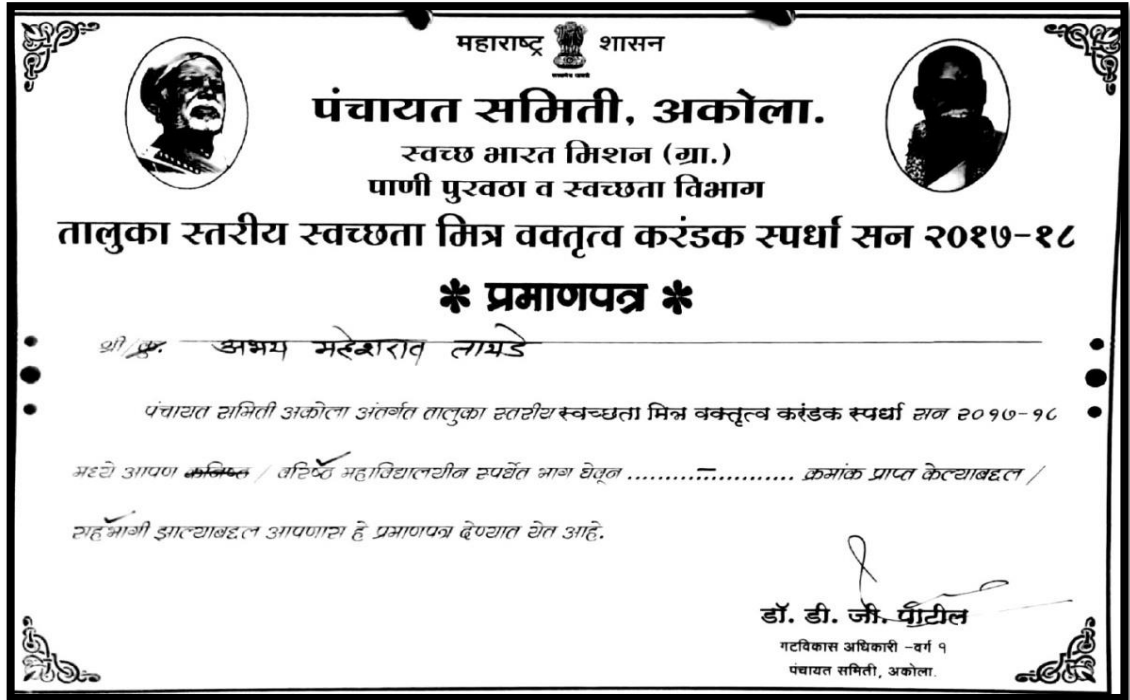 महाराष्ट्र शासन
पंचायत समिती, अकोला.
स्वच्छ भारत मिशन (ग्रा.)
पाणी पुरवठा व स्वच्छता विभाग
तालुका स्तरीय स्वच्छता मित्र वक्तृत्व करंडक स्पर्धा सन २०१७-१८
* प्रमाणपत्र *
श्री/कु. अभय महेशराव तायडे
पंचायत समिती अकोला अंतर्गत तालुका स्तरीय स्वच्छता मित्र वक्तृत्व करंडक स्पर्धा सन २०१७-१८
मध्ये आपण कनिष्ठ / वरिष्ठ महाविद्यालयीन स्पर्धेत भाग घेवून ..........–............ क्रमांक प्राप्त केल्याबद्दल /
सहभागी झाल्याबद्दल आपणास हे प्रमाणपत्र देण्यात येत आहे.
डॉ. डी. जी. पाटील
गटविकास अधिकारी -वर्ग १
पंचायत समिती, अकोला.